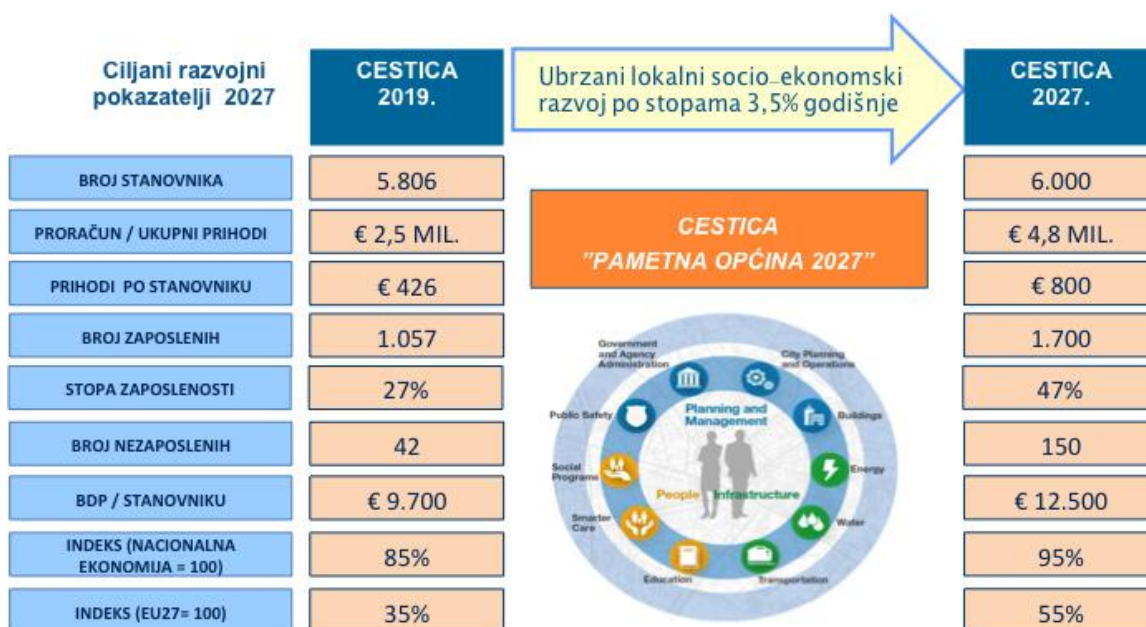 Ciljani razvojni
pokazatelji 2027
CESTICA
2019.
Ubrzani lokalni socio-ekonomski
razvoj po stopama 3,5% godišnje
CESTICA
2027.
BROJ STANOVNIKA
5.806
6.000
PRORAČUN / UKUPNI PRIHODI
€ 2,5 MIL.
€ 4,8 MIL.
PRIHODI PO STANOVNIKU
€ 426
€ 800
BROJ ZAPOSLENIH
1.057
1.700
STOPA ZAPOSLENOSTI
27%
47%
BROJ NEZAPOSLENIH
42
150
BDP / STANOVNIKU
€ 9.700
€ 12.500
INDEKS (NACIONALNA
EKONOMIJA = 100)
85%
95%
INDEKS (EU27= 100)
35%
55%
CESTICA
"PAMETNA OPĆINA 2027"
Government
and Agency
Administration
City Planning
and Operations
Public Safety
Planning and
Management
Buildings
Social
Programs
Energy
People
Infrastructure
Smarter
Care
Water
Education
Transportation